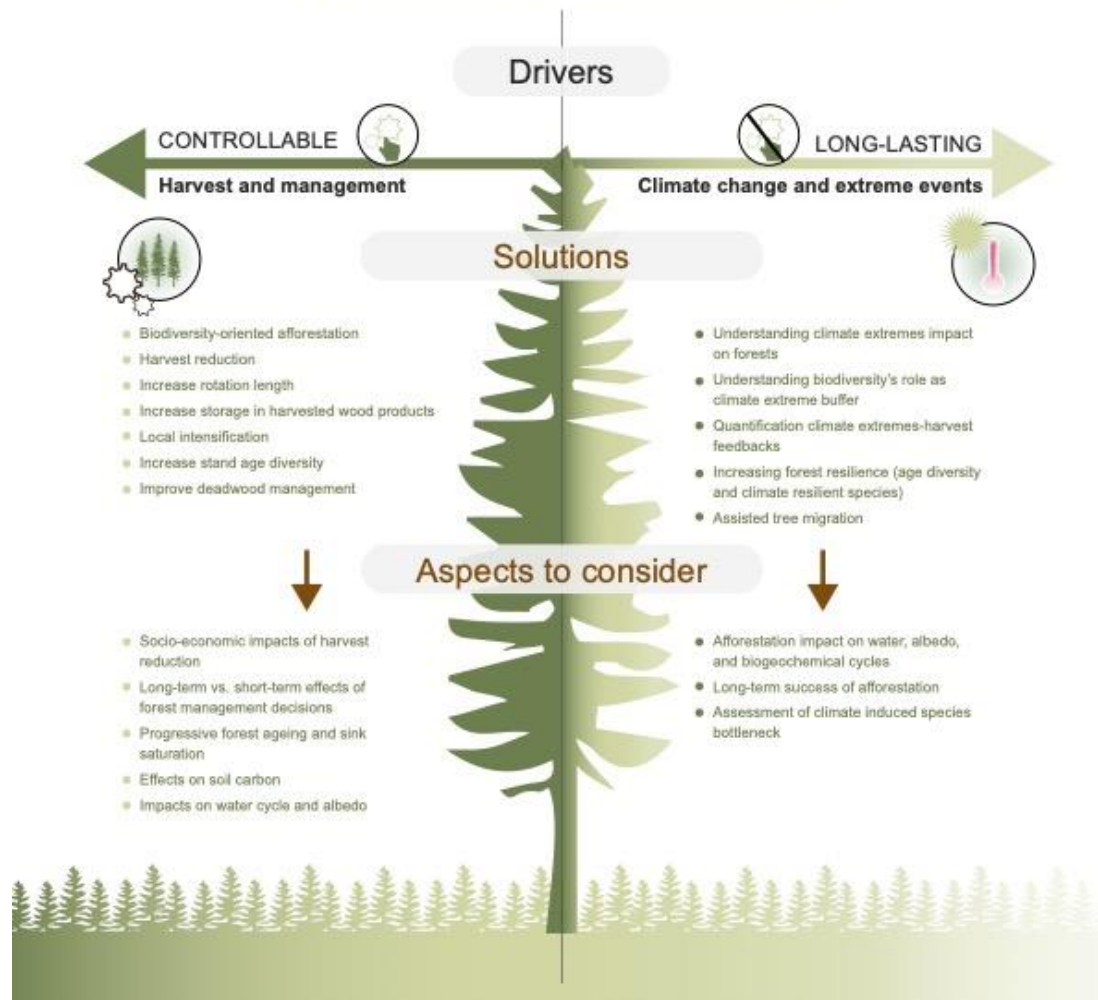 Drivers
CONTROLLABLE
Harvest and management
LONG-LASTING
Climate change and extreme events
Solutions
Biodiversity-oriented afforestation
Harvest reduction
Increase rotation length
Increase storage in harvested wood products
Local intensification
Increase stand age diversity
Improve deadwood management
Understanding climate extremes impact
on forests
Understanding biodiversity's role as
climate extreme buffer
Quantification climate extremes-harvest
feedbacks
Increasing forest resilience (age diversity
and climate resilient species)
Assisted tree migration
Aspects to consider
Socio-economic impacts of harvest
reduction
Long-term vs. short-term effects of
forest management decisions
Progressive forest ageing and sink
saturation
Effects on soil carbon
Impacts on water cycle and albedo
Afforestation impact on water, albedo,
and biogeochemical cycles
Long-term success of afforestation
Assessment of climate induced species
bottleneck